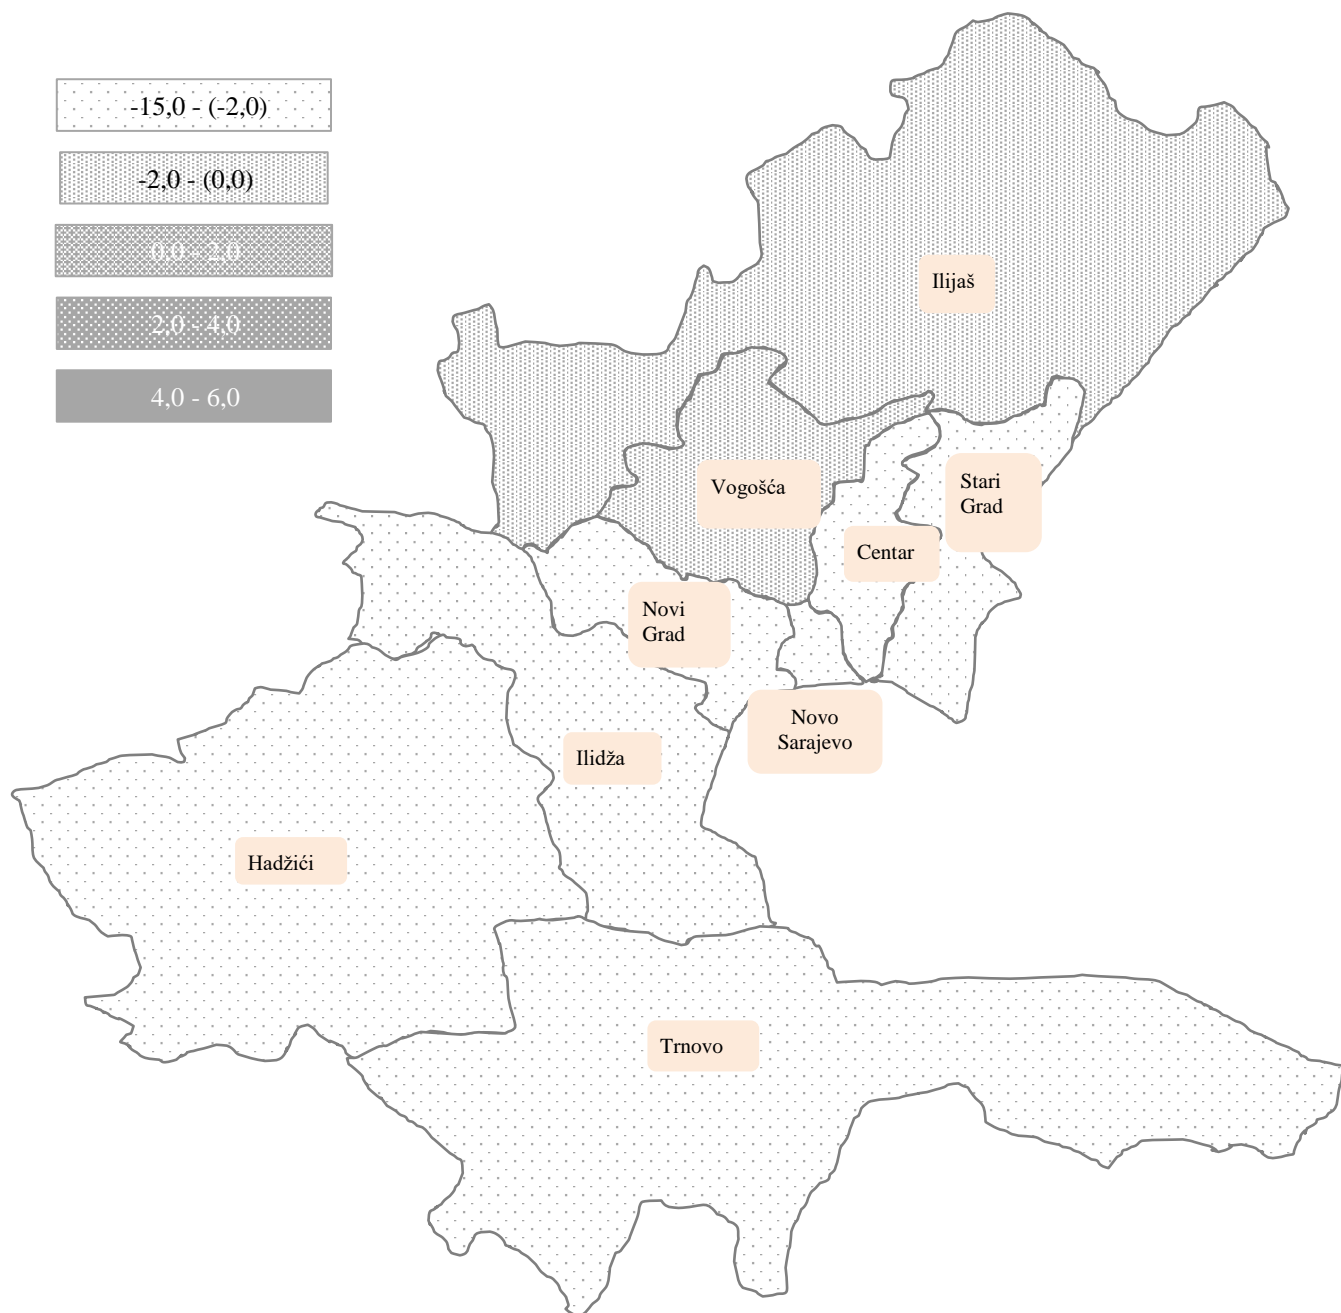 -15,0 - (-2,0)
-2,0 - (0,0)
0,0 - 2,0
2,0 - 4,0
4,0 - 6,0
Ilijaš
Vogošća
Stari
Grad
Centar
Novi
Grad
Novo
Sarajevo
Ilidža
Hadžići
Trnovo